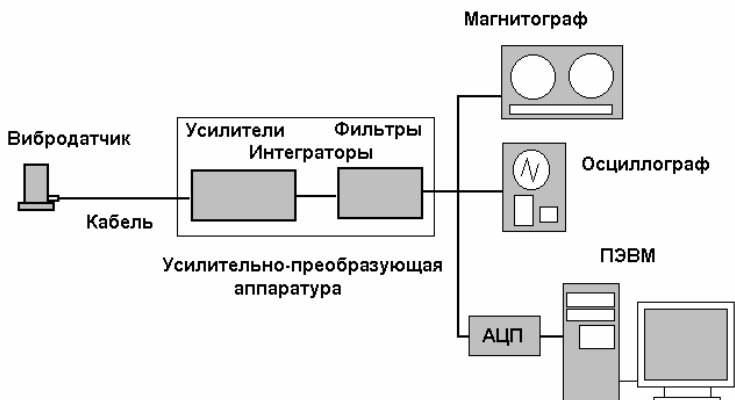 Магнитограф
Усилители
Фильтры
Интеграторы
Вибродатчик
Осциллограф
Кабель
Усилительно-преобразующая
аппаратура
ПЭВМ
АЦП